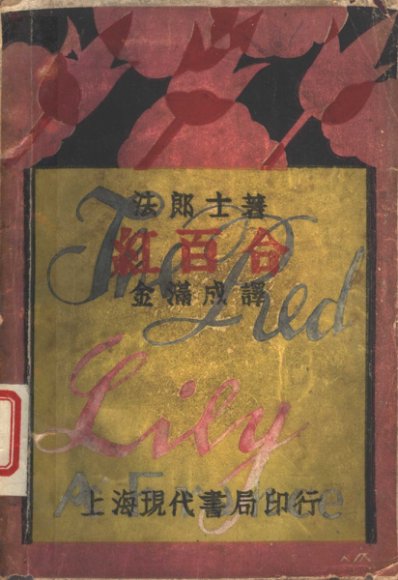 法郎士著
紅百合
金滿成譯
The Red
Lily
A. France
上海現代書局印行